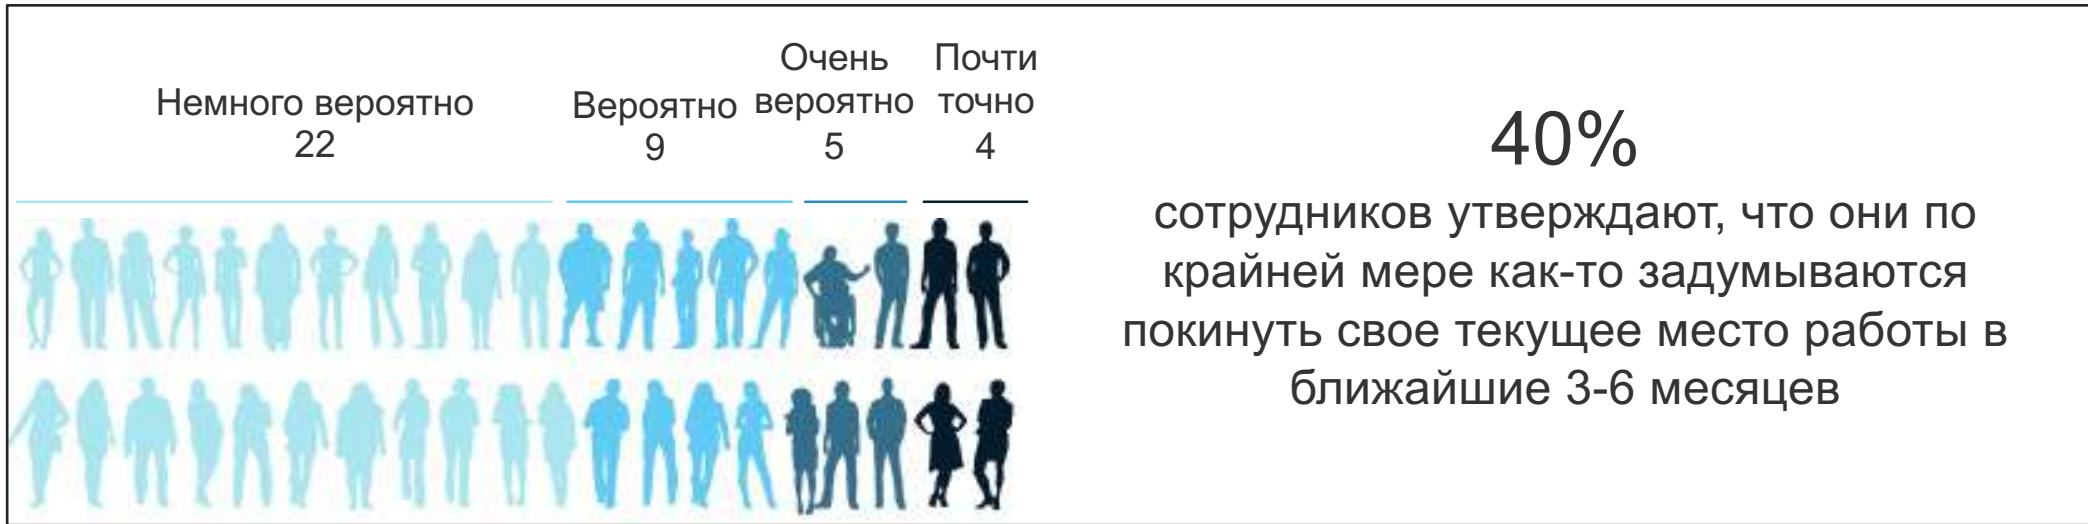 Немного вероятно
22
Вероятно
9
Очень
вероятно
5
Почти
точно
4
40%
сотрудников утверждают, что они по
крайней мере как-то задумываются
покинуть свое текущее место работы в
ближайшие 3-6 месяцев